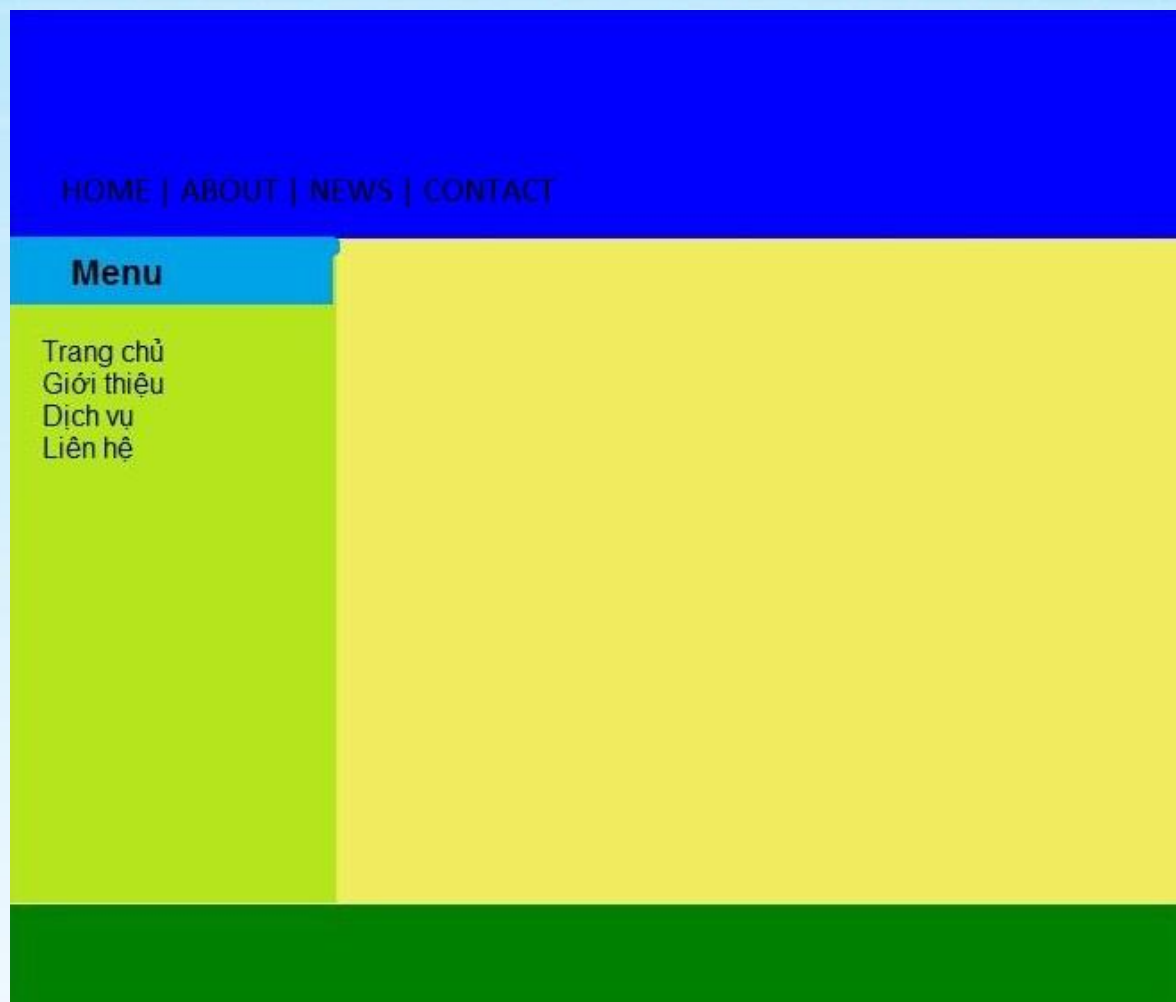 HOME | ABOUT | NEWS | CONTACT
Menu
Trang chủ
Giới thiệu
Dịch vụ
Liên hệ